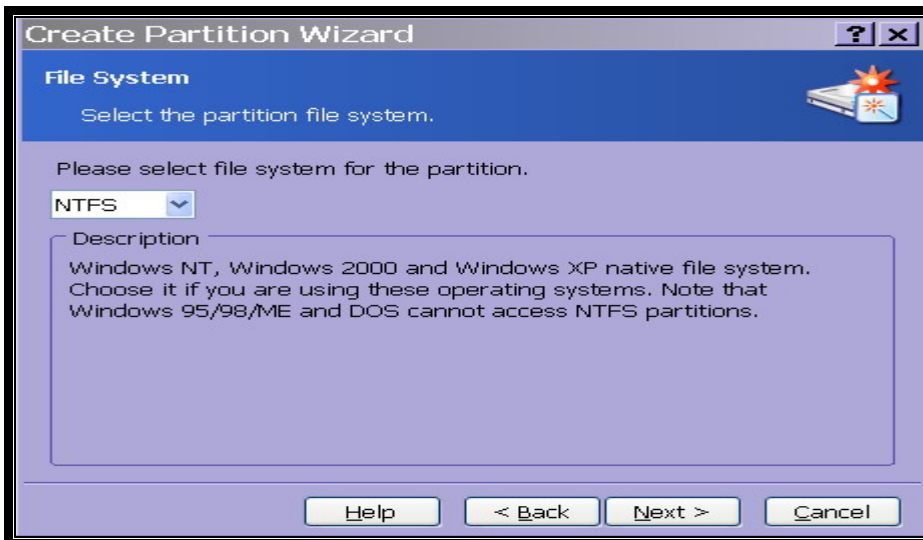 Create Partition Wizard
File System
Select the partition file system.
Please select file system for the partition.
NTFS
Description
Windows NT, Windows 2000 and Windows XP native file system.
Choose it if you are using these operating systems. Note that
Windows 95/98/ME and DOS cannot access NTFS partitions.
Help < Back Next > Cancel